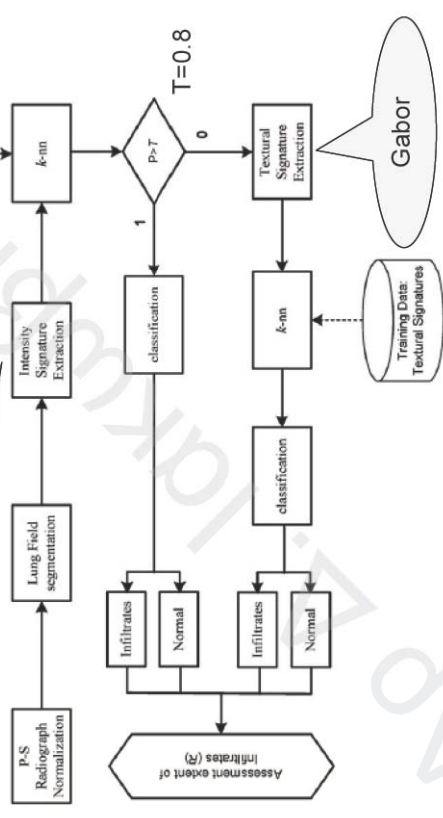 P-S
Radiograph
Normalization
Lung Field
segmentation
Intensity
Signature
Extraction
k-nn
P>T
T=0.8
1
0
classification
Infiltrates
Normal
Textural
Signature
Extraction
Gabor
k-nn
Training Data:
Textural Signatures
classification
Infiltrates
Normal
Assessment extent of
Infiltrates (R)